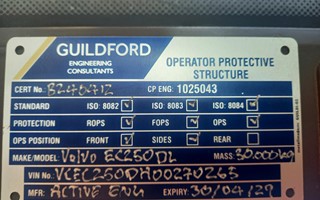 GUILDFORD
ENGINEERING
CONSULTANTS
OPERATOR PROTECTIVE
STRUCTURE
CERT No: 8240412
CP ENG: 1025043
STANDARD ISO: 8082 ✓ ISO: 8083 ✓ ISO: 8084 ✓
PROTECTION ROPS ✓ FOPS ✓ OPS ✓
OPS POSITION FRONT ✓ SIDES ✓ REAR
MAKE/MODEL: Volvo EC250DL MASS: 30.000kg
VIN No: VCEC250DH00270263
MFR: ACTIVE ENG EXPIRY: 30/04/29